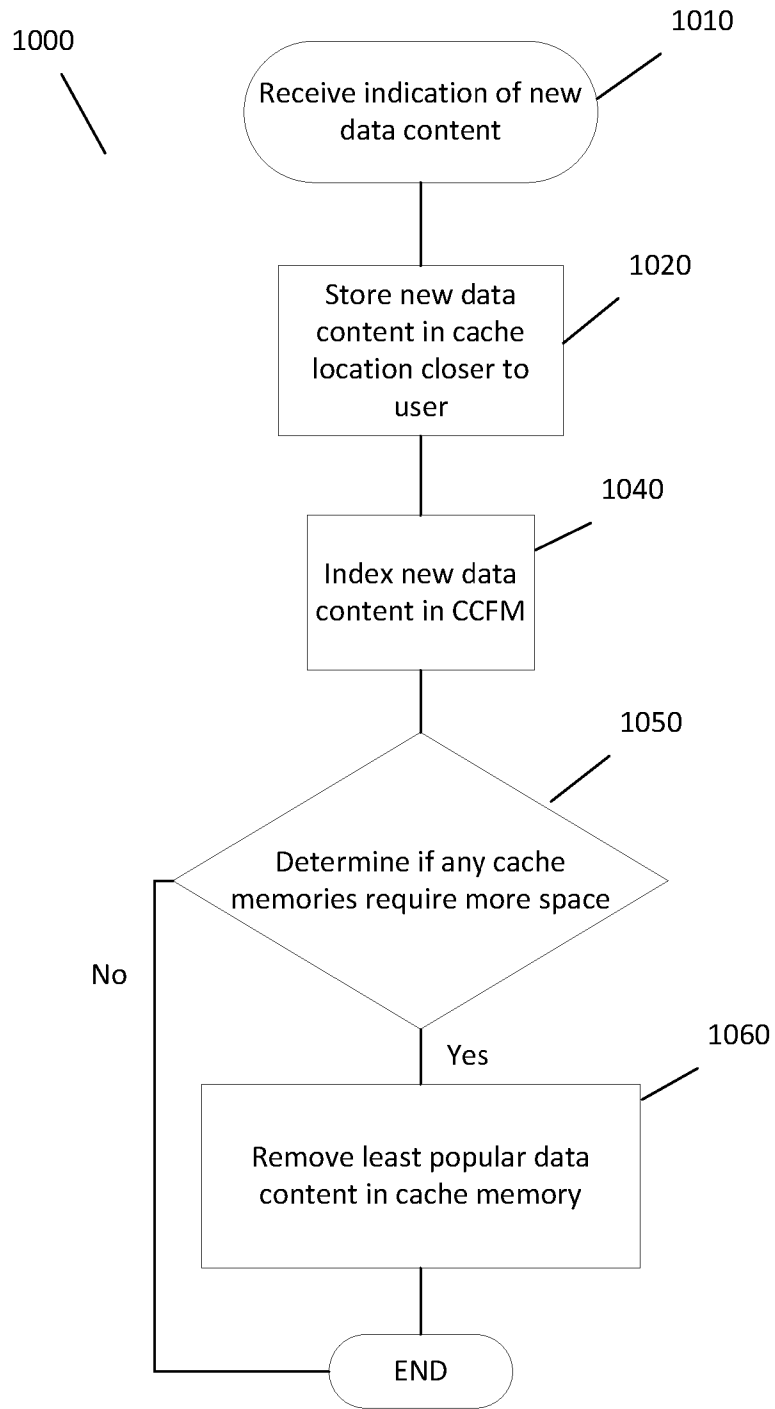 1000
1010
Receive indication of new
data content
1020
Store new data
content in cache
location closer to
user
1040
Index new data
content in CCFM
1050
Determine if any cache
memories require more space
No
Yes
1060
Remove least popular data
content in cache memory
END